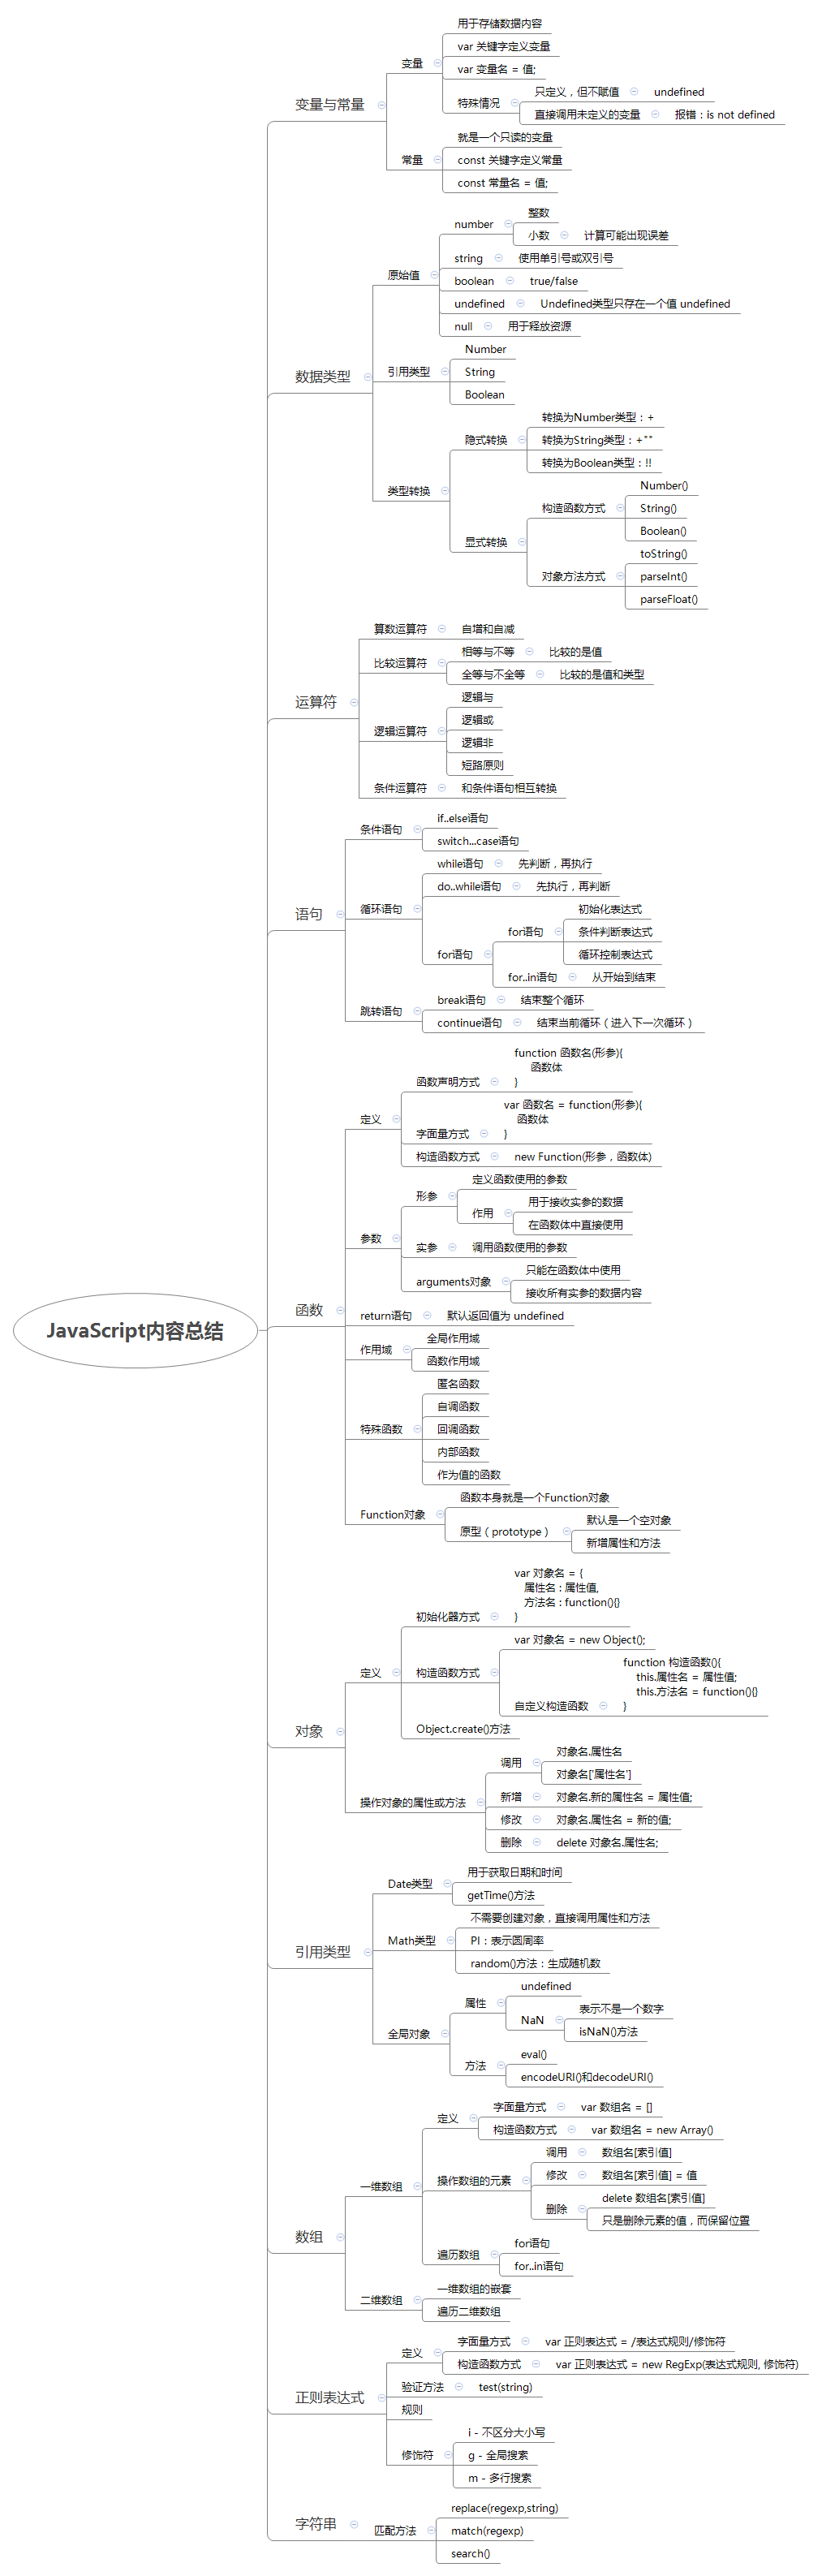 JavaScript内容总结
变量与常量
变量
用于存储数据内容
var 关键字定义变量
var 变量名 = 值;
特殊情况
只定义，但不赋值
undefined
直接调用未定义的变量
报错：is not defined
常量
就是一个只读的变量
const 关键字定义常量
const 常量名 = 值;
数据类型
原始值
number
整数
小数
计算可能出现误差
string
使用单引号或双引号
boolean
true/false
undefined
Undefined类型只存在一个值 undefined
null
用于释放资源
引用类型
Number
String
Boolean
类型转换
隐式转换
转换为Number类型：+
转换为String类型：+""
转换为Boolean类型：!!
显式转换
构造函数方式
Number()
String()
Boolean()
对象方法方式
toString()
parseInt()
parseFloat()
运算符
算数运算符
自增和自减
比较运算符
相等与不等
比较的是值
全等与不全等
比较的是值和类型
逻辑运算符
逻辑与
逻辑或
逻辑非
短路原则
条件运算符
和条件语句相互转换
语句
条件语句
if..else语句
switch...case语句
循环语句
while语句
先判断，再执行
do..while语句
先执行，再判断
for语句
for语句
初始化表达式
条件判断表达式
循环控制表达式
for..in语句
从开始到结束
跳转语句
break语句
结束整个循环
continue语句
结束当前循环（进入下一次循环）
函数
定义
函数声明方式
function 函数名(形参){
函数体
}
字面量方式
var 函数名 = function(形参){
函数体
}
构造函数方式
new Function(形参，函数体)
参数
形参
定义函数使用的参数
作用
用于接收实参的数据
在函数体中直接使用
实参
调用函数使用的参数
arguments对象
只能在函数体中使用
接收所有实参的数据内容
return语句
默认返回值为 undefined
作用域
全局作用域
函数作用域
特殊函数
匿名函数
自调函数
回调函数
内部函数
作为值的函数
Function对象
函数本身就是一个Function对象
原型（prototype）
默认是一个空对象
新增属性和方法
对象
定义
初始化器方式
var 对象名 = {
属性名 : 属性值,
方法名 : function(){}
}
构造函数方式
var 对象名 = new Object();
自定义构造函数
function 构造函数(){
this.属性名 = 属性值;
this.方法名 = function(){}
}
Object.create()方法
操作对象的属性或方法
调用
对象名.属性名
对象名['属性名']
新增
对象名.新的属性名 = 属性值;
修改
对象名.属性名 = 新的值;
删除
delete 对象名.属性名;
引用类型
Date类型
用于获取日期和时间
getTime()方法
Math类型
不需要创建对象，直接调用属性和方法
PI：表示圆周率
random()方法：生成随机数
全局对象
属性
undefined
NaN
表示不是一个数字
isNaN()方法
方法
eval()
encodeURI()和decodeURI()
数组
一维数组
定义
字面量方式
var 数组名 = []
构造函数方式
var 数组名 = new Array()
操作数组的元素
调用
数组名[索引值]
修改
数组名[索引值] = 值
删除
delete 数组名[索引值]
只是删除元素的值，而保留位置
遍历数组
for语句
for..in语句
二维数组
一维数组的嵌套
遍历二维数组
正则表达式
定义
字面量方式
var 正则表达式 = /表达式规则/修饰符
构造函数方式
var 正则表达式 = new RegExp(表达式规则, 修饰符)
验证方法
test(string)
规则
修饰符
i - 不区分大小写
g - 全局搜索
m - 多行搜索
字符串
匹配方法
replace(regexp,string)
match(regexp)
search()